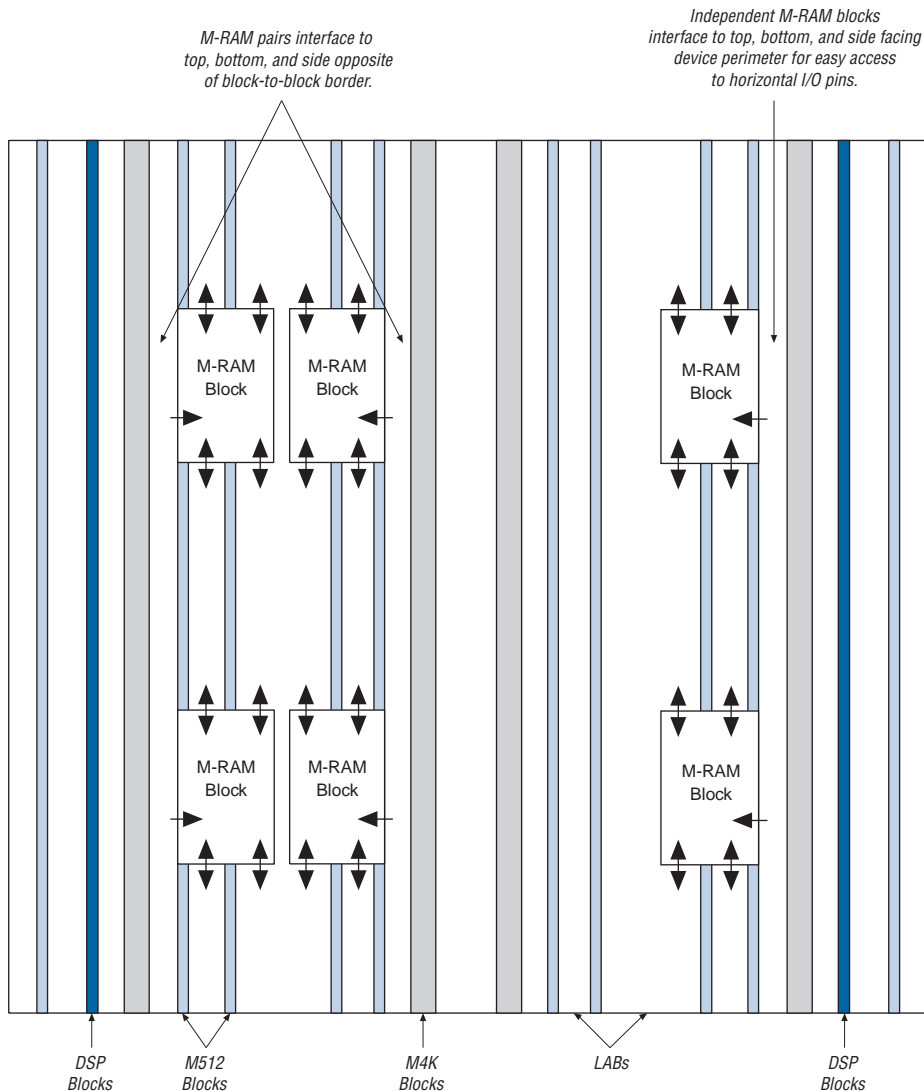 M-RAM pairs interface to
top, bottom, and side opposite
of block-to-block border.
Independent M-RAM blocks
interface to top, bottom, and side facing
device perimeter for easy access
to horizontal I/O pins.
M-RAM
Block
M-RAM
Block
M-RAM
Block
M-RAM
Block
M-RAM
Block
M-RAM
Block
DSP
Blocks
M512
Blocks
M4K
Blocks
LABs
DSP
Blocks